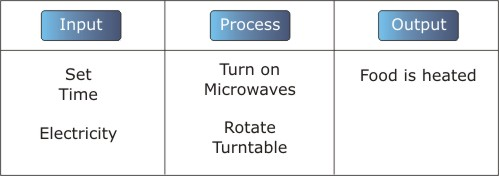 Input
Process
Output
Set
Time
Electricity
Turn on
Microwaves
Rotate
Turntable
Food is heated